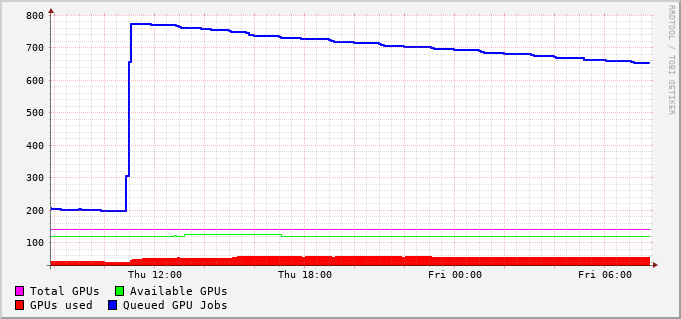 800
700
600
500
400
300
200
100
Thu 12:00 Thu 18:00 Fri 00:00 Fri 06:00
Total GPUs Available GPUs
GPUs used Queued GPU Jobs
RRDTOOL / TOBI OETIKER